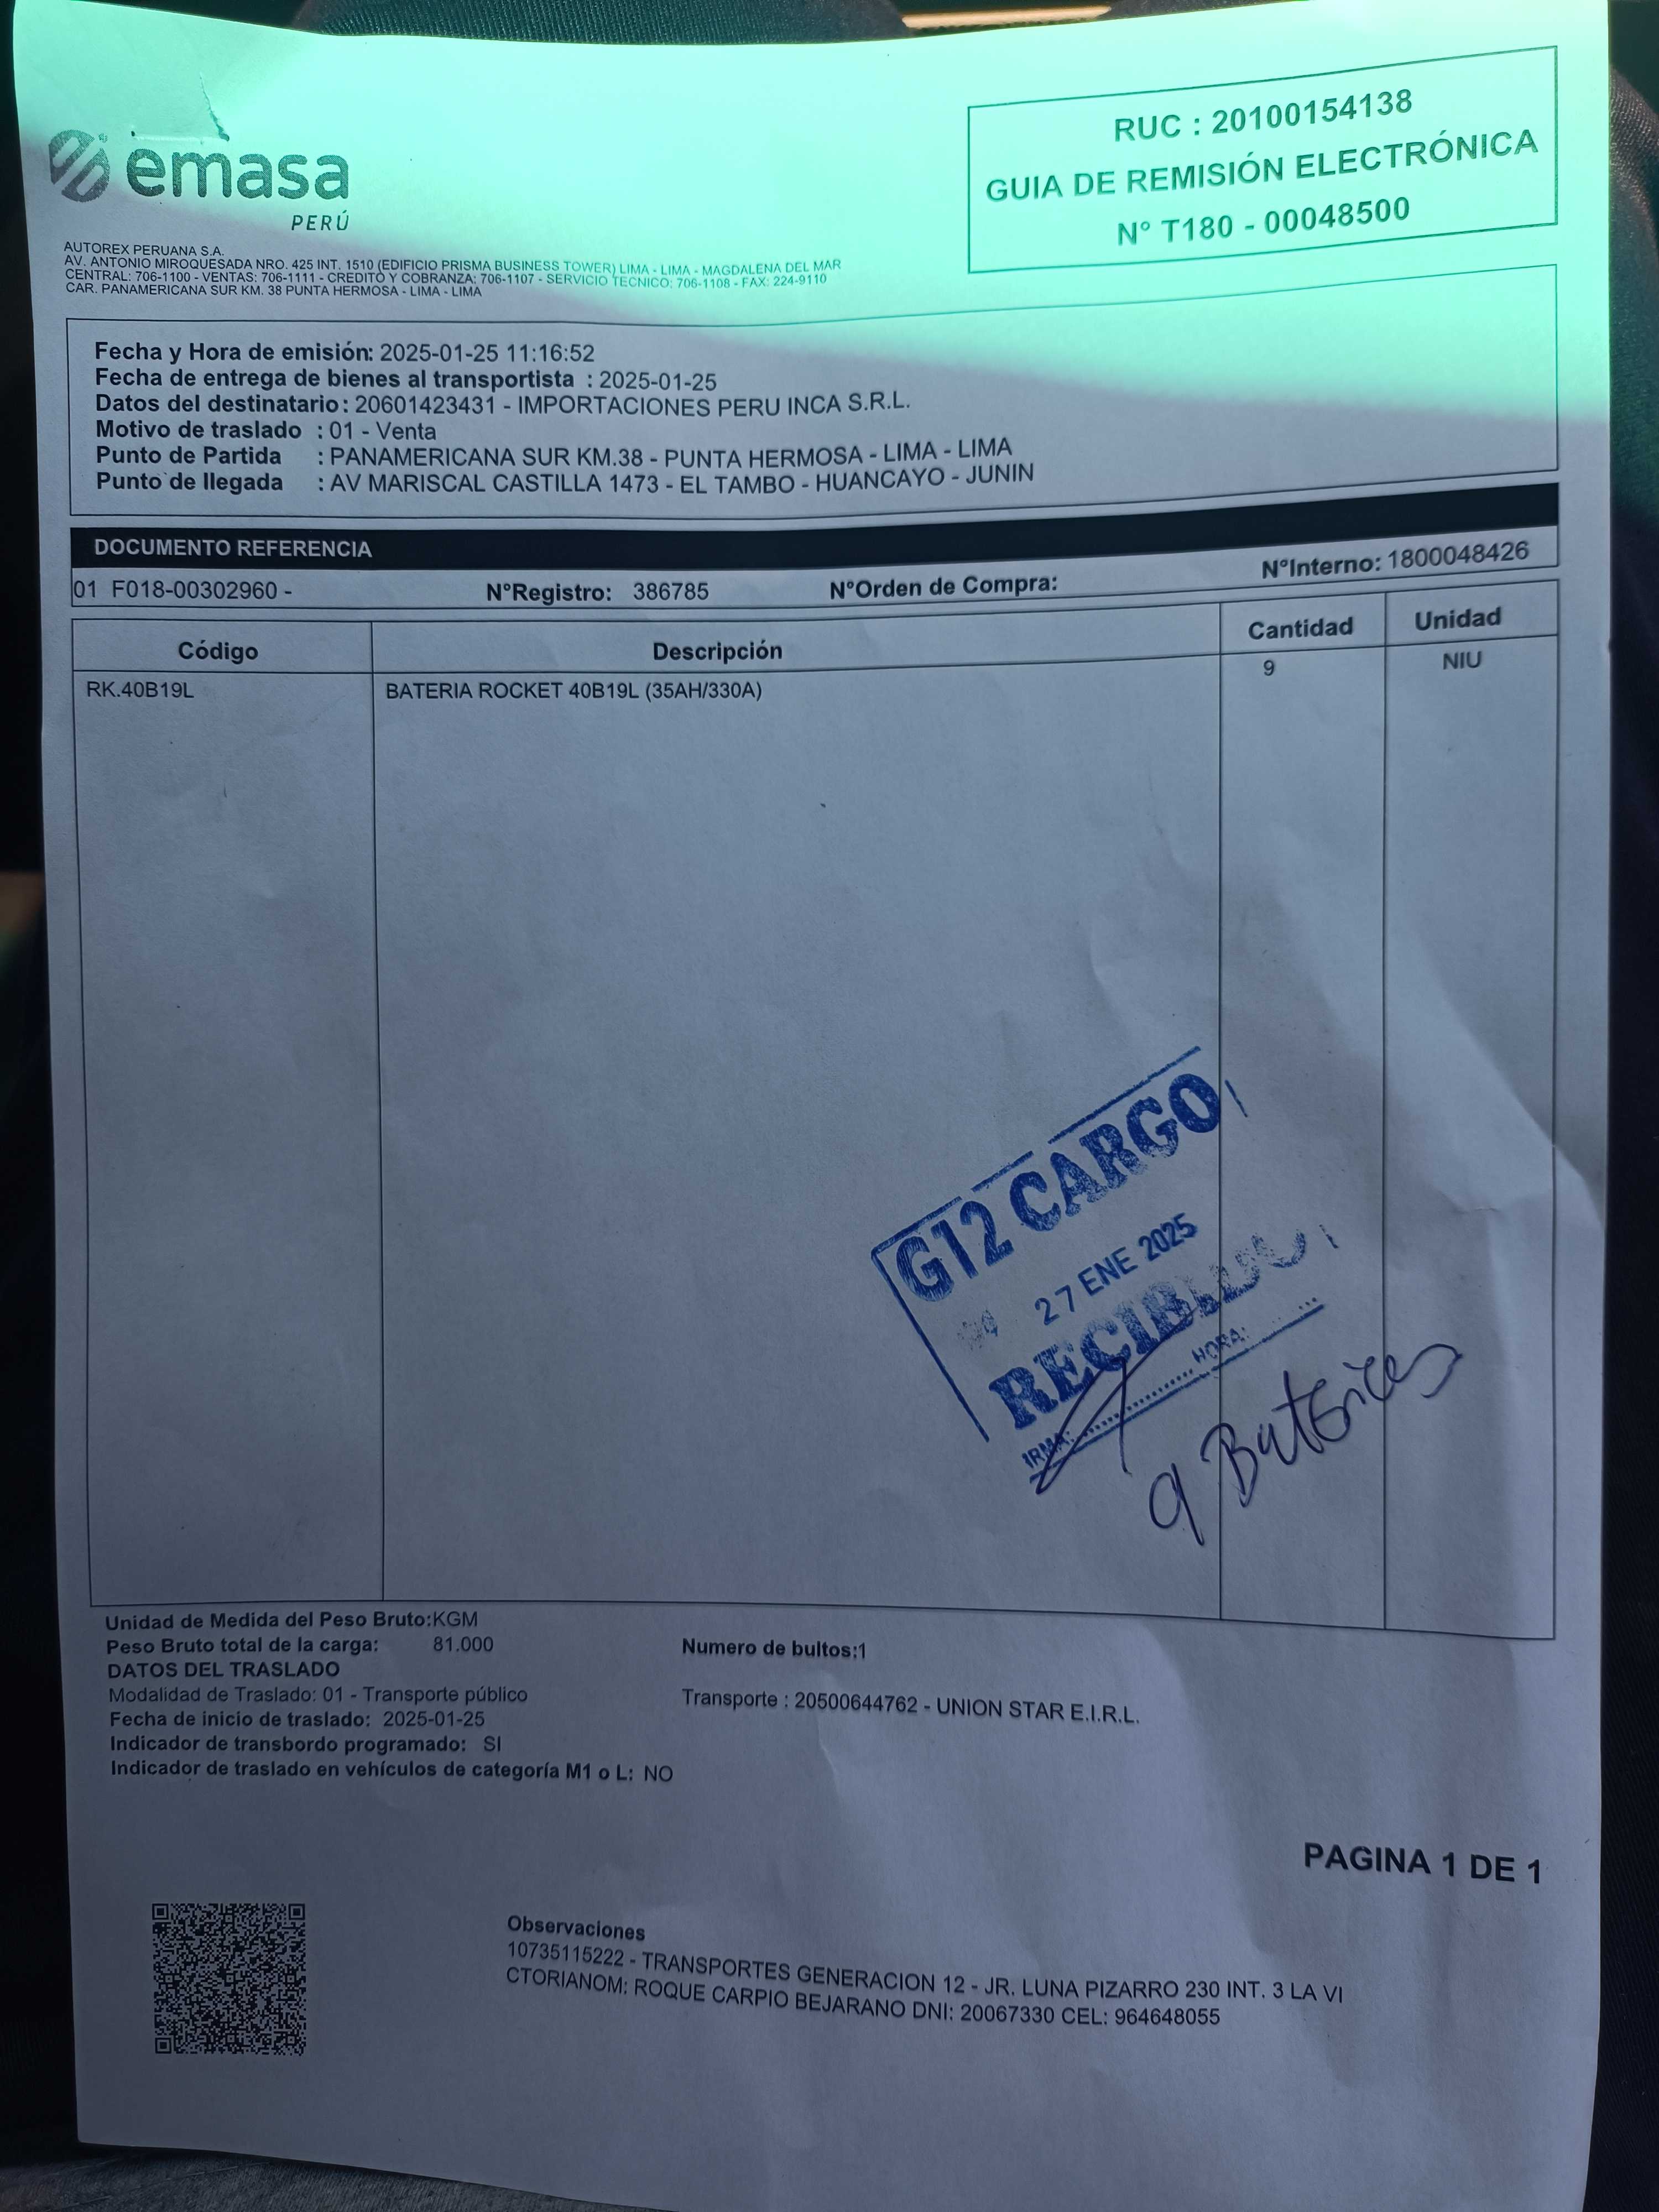 emasa
PERÚ
RUC : 20100154138
GUIA DE REMISIÓN ELECTRÓNICA
N° T180 - 00048500
AUTOREX PERUANA S.A.
AV. ANTONIO MIROQUESADA NRO. 425 INT. 1510 (EDIFICIO PRISMA BUSINESS TOWER) LIMA - LIMA - MAGDALENA DEL MAR
CENTRAL: 706-1100 - VENTAS: 706-1111 - CREDITO Y COBRANZA: 706-1107 - SERVICIO TECNICO: 706-1108 - FAX: 224-9110
CAR. PANAMERICANA SUR KM. 38 PUNTA HERMOSA - LIMA - LIMA
Fecha y Hora de emisión: 2025-01-25 11:16:52
Fecha de entrega de bienes al transportista : 2025-01-25
Datos del destinatario: 20601423431 - IMPORTACIONES PERU INCA S.R.L.
Motivo de traslado : 01 - Venta
Punto de Partida : PANAMERICANA SUR KM.38 - PUNTA HERMOSA - LIMA - LIMA
Punto de llegada : AV MARISCAL CASTILLA 1473 - EL TAMBO - HUANCAYO - JUNIN
DOCUMENTO REFERENCIA
01 F018-00302960 - N°Registro: 386785 N°Orden de Compra: N°Interno: 1800048426
Código Descripción Cantidad Unidad
RK.40B19L BATERIA ROCKET 40B19L (35AH/330A) 9 NIU
G12 CARGO
27 ENE 2025
RECIBIDO
IRMA: HORA:
9 Baterias
Unidad de Medida del Peso Bruto:KGM
Peso Bruto total de la carga: 81.000 Numero de bultos:1
DATOS DEL TRASLADO
Modalidad de Traslado: 01 - Transporte público Transporte : 20500644762 - UNION STAR E.I.R.L.
Fecha de inicio de traslado: 2025-01-25
Indicador de transbordo programado: SI
Indicador de traslado en vehículos de categoría M1 o L: NO
PAGINA 1 DE 1
Observaciones
10735115222 - TRANSPORTES GENERACION 12 - JR. LUNA PIZARRO 230 INT. 3 LA VI
CTORIANOM: ROQUE CARPIO BEJARANO DNI: 20067330 CEL: 964648055